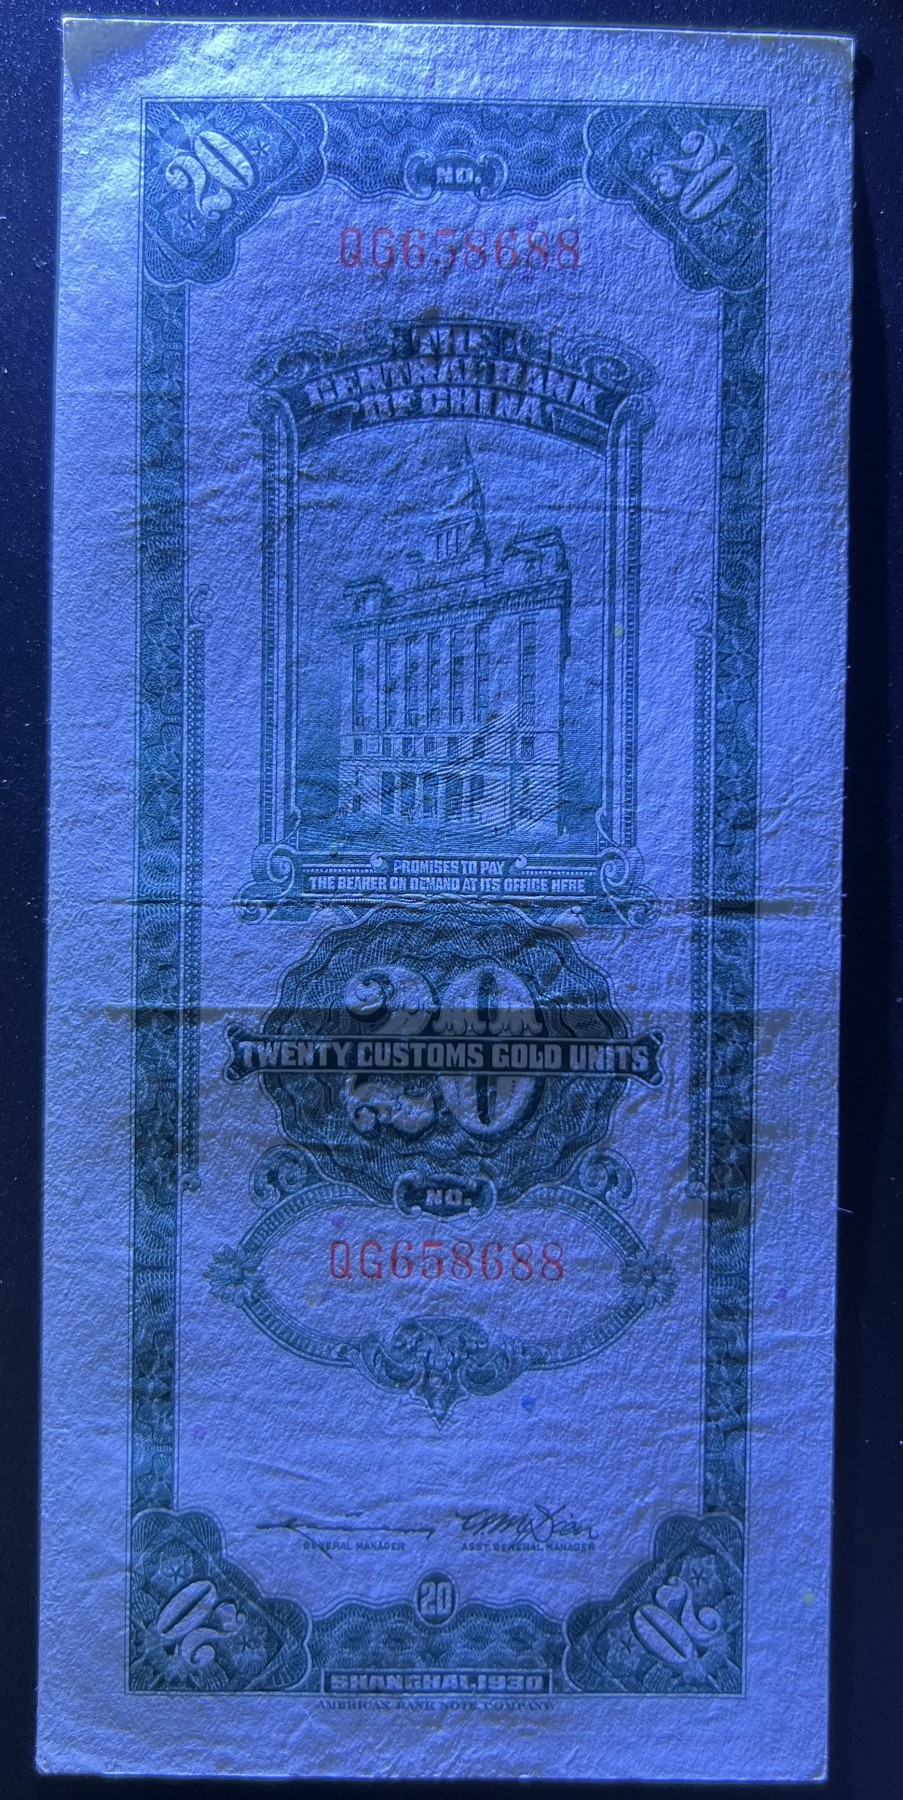 20 NO. 20
QG658688
THE
CENTRAL BANK
OF CHINA
PROMISES TO PAY
THE BEARER ON DEMAND AT ITS OFFICE HERE
20
TWENTY CUSTOMS GOLD UNITS
NO.
QG658688
GENERAL MANAGER ASST. GENERAL MANAGER
20 20 20
SHANGHAI, 1930
AMERICAN BANK NOTE COMPANY.